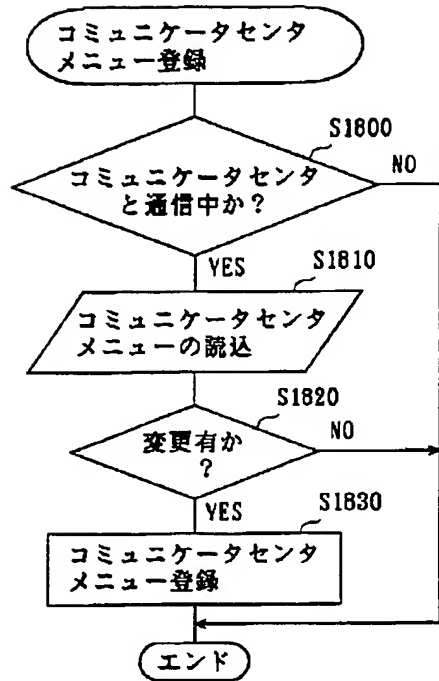 コミュニケータセンタ
メニュー登録
S1800
コミュニケータセンタ
と通信中か?
NO
YES
S1810
コミュニケータセンタ
メニューの読込
S1820
変更有か
?
NO
YES
S1830
コミュニケータセンタ
メニュー登録
エンド